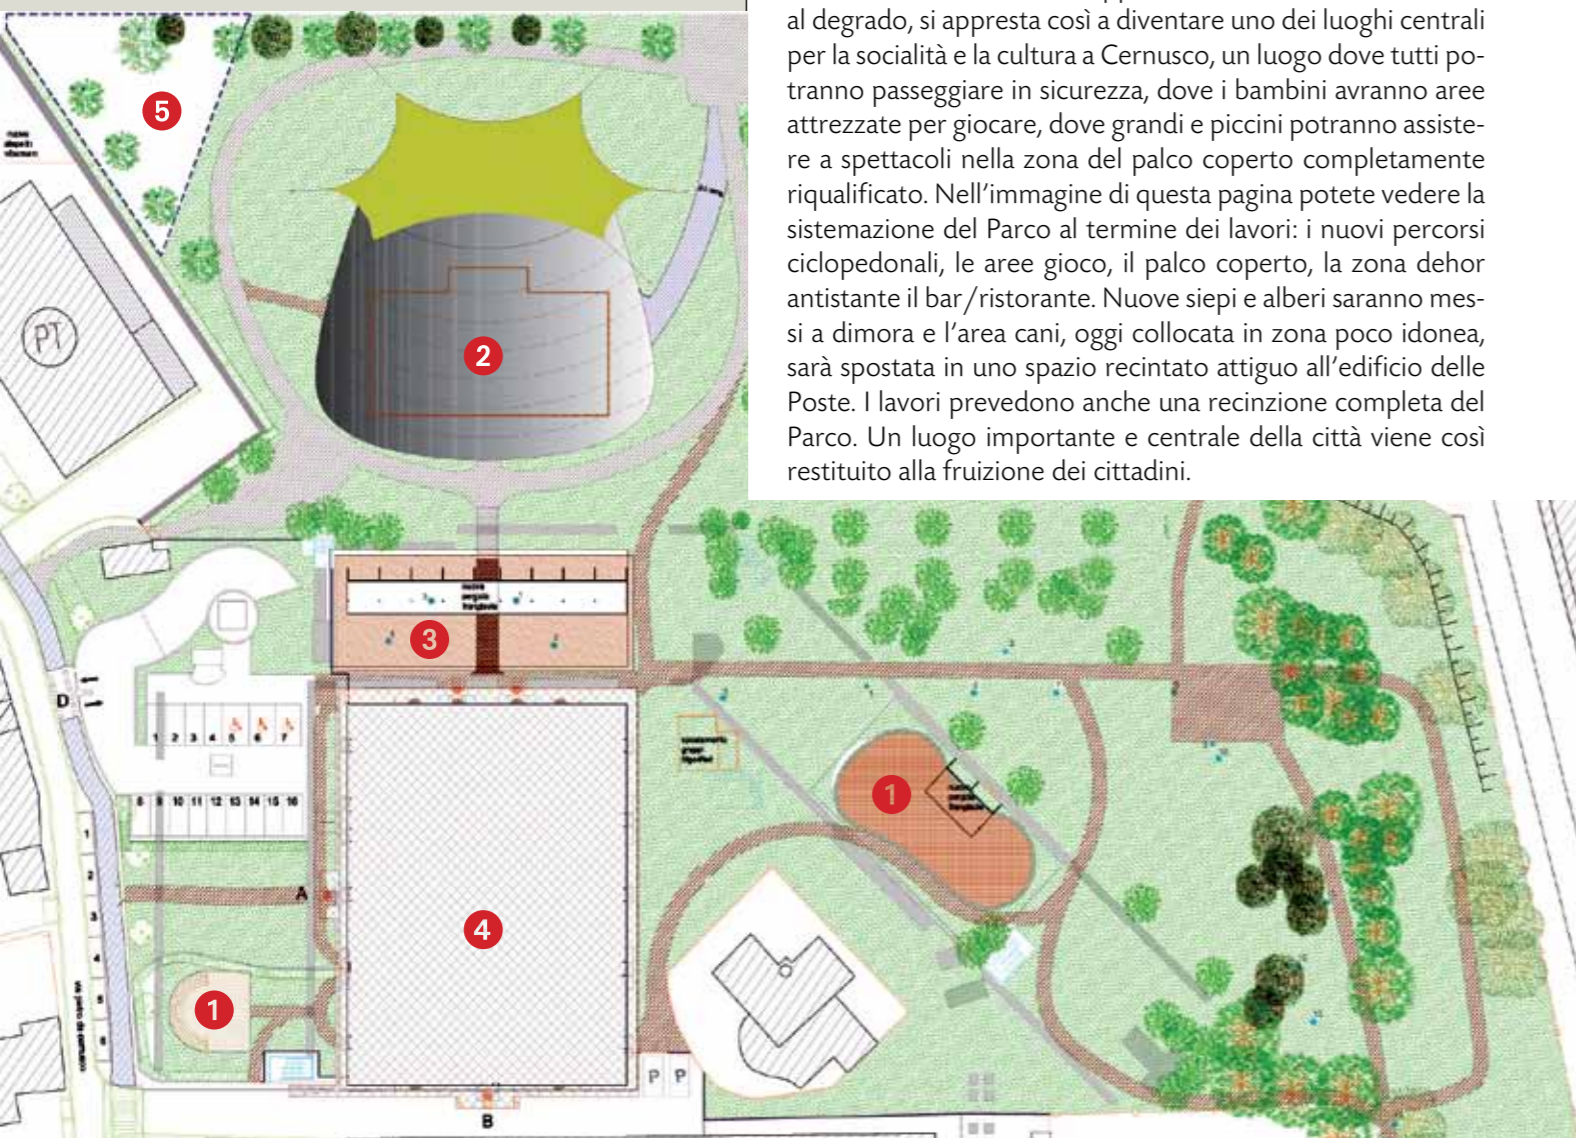 al degrado, si appresta così a diventare uno dei luoghi centrali
per la socialità e la cultura a Cernusco, un luogo dove tutti po-
tranno passeggiare in sicurezza, dove i bambini avranno aree
attrezzate per giocare, dove grandi e piccini potranno assiste-
re a spettacoli nella zona del palco coperto completamente
riqualificato. Nell'immagine di questa pagina potete vedere la
sistemazione del Parco al termine dei lavori: i nuovi percorsi
ciclopedonali, le aree gioco, il palco coperto, la zona dehor
antistante il bar/ristorante. Nuove siepi e alberi saranno mes-
si a dimora e l'area cani, oggi collocata in zona poco idonea,
sarà spostata in uno spazio recintato attiguo all'edificio delle
Poste. I lavori prevedono anche una recinzione completa del
Parco. Un luogo importante e centrale della città viene così
restituito alla fruizione dei cittadini.
5
PT
2
3
D
1 2 3 4 5 6 7
8 9 10 11 12 13 14 15 16
1
1
2
3
4
5
6
A
4
1
P P
B